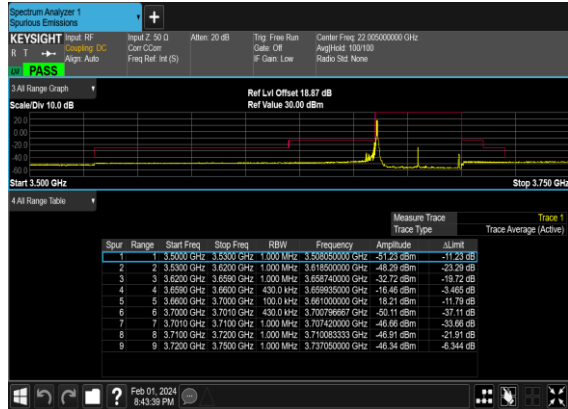 Spectrum Analyzer 1
Spurious Emissions
KEYSIGHT Input: RF Input Z: 50 Ω Atten: 20 dB Trig: Free Run Center Freq: 22.005000000 GHz
R T Coupling: DC Corr CCorr Gate: Off Avg|Hold: 100/100
Align: Auto Freq Ref: Int (S) IF Gain: Low Radio Std: None
PASS
3 All Range Graph
Ref Lvl Offset 18.87 dB
Scale/Div 10.0 dB Ref Value 30.00 dBm
20.0
0.00
-20.0
-40.0
-60.0
Start 3.500 GHz Stop 3.750 GHz
4 All Range Table
Measure Trace Trace 1
Trace Type Trace Average (Active)
Spur Range Start Freq Stop Freq RBW Frequency Amplitude ΔLimit
1 1 3.5000 GHz 3.5300 GHz 1.000 MHz 3.508050000 GHz -51.23 dBm -11.23 dB
2 2 3.5300 GHz 3.6200 GHz 1.000 MHz 3.618500000 GHz -48.29 dBm -23.29 dB
3 3 3.6200 GHz 3.6590 GHz 1.000 MHz 3.658740000 GHz -32.72 dBm -19.72 dB
4 4 3.6590 GHz 3.6600 GHz 430.0 kHz 3.659935000 GHz -16.46 dBm -3.465 dB
5 5 3.6600 GHz 3.7000 GHz 100.0 kHz 3.661000000 GHz 18.21 dBm -11.79 dB
6 6 3.7000 GHz 3.7010 GHz 430.0 kHz 3.700796667 GHz -50.11 dBm -37.11 dB
7 7 3.7010 GHz 3.7100 GHz 1.000 MHz 3.707420000 GHz -46.66 dBm -33.66 dB
8 8 3.7100 GHz 3.7200 GHz 1.000 MHz 3.710083333 GHz -46.91 dBm -21.91 dB
9 9 3.7200 GHz 3.7500 GHz 1.000 MHz 3.737050000 GHz -46.34 dBm -6.344 dB
Feb 01, 2024
8:43:39 PM